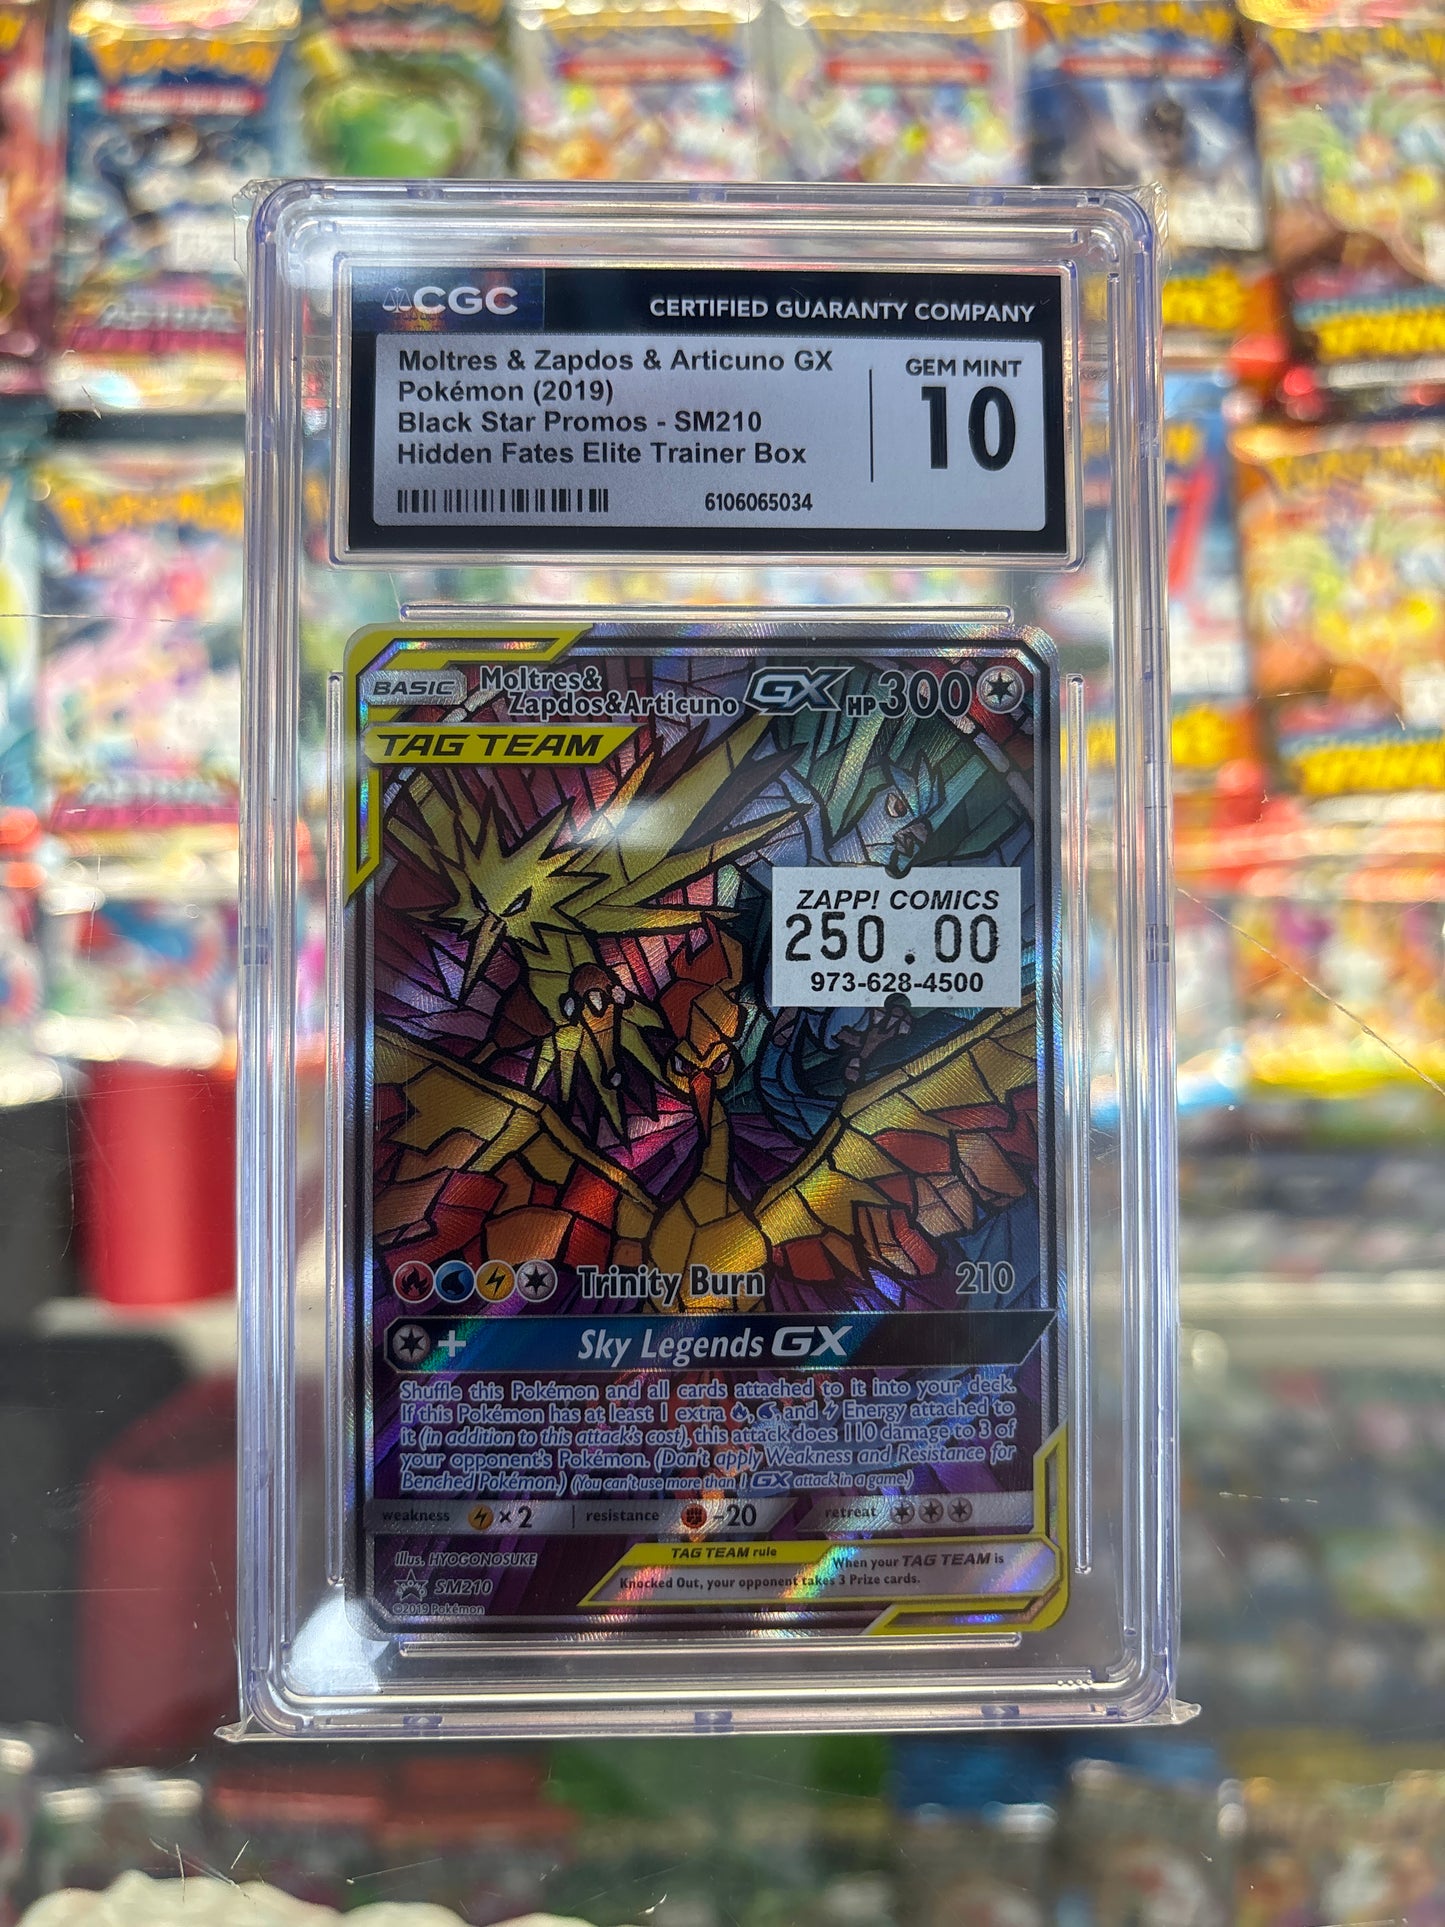 CGC
CERTIFIED GUARANTY COMPANY
Moltres & Zapdos & Articuno GX
Pokémon (2019)
Black Star Promos - SM210
Hidden Fates Elite Trainer Box
GEM MINT
10
6106065034
BASIC
Moltres&
Zapdos&Articuno GX HP300
TAG TEAM
ZAPP! COMICS
250.00
973-628-4500
Trinity Burn 210
+ Sky Legends GX
Shuffle this Pokémon and all cards attached to it into your deck.
If this Pokémon has at least 1 extra , , and Energy attached to
it (in addition to this attack's cost), this attack does 110 damage to 3 of
your opponent's Pokémon. (Don't apply Weakness and Resistance for
Benched Pokémon.) (You can't use more than 1 GX attack in a game.)
weakness ×2 resistance -20 retreat
Illus. HYOGONOSUKE
SM210
©2019 Pokémon
TAG TEAM rule
When your TAG TEAM is
Knocked Out, your opponent takes 3 Prize cards.